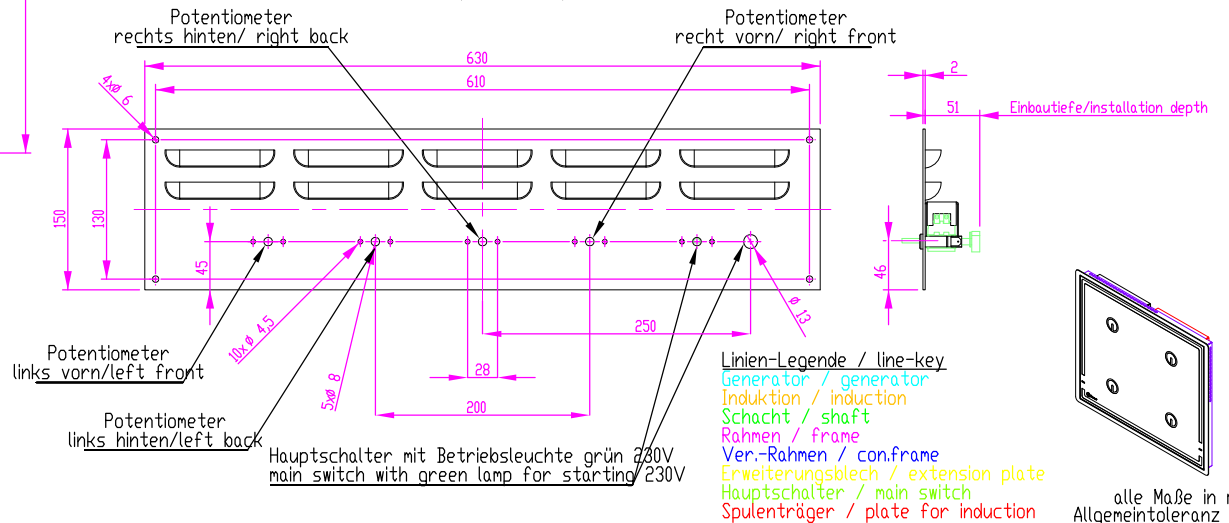 Potentiometer
rechts hinten/ right back
Potentiometer
recht vorn/ right front
630
610
2
51
Einbautiefe/installation depth
4xø 6
150
130
45
46
10xø 4,5
5xø 8
28
200
250
ø 13
Potentiometer
links vorn/left front
Potentiometer
links hinten/left back
Hauptschalter mit Betriebsleuchte grün 230V
main switch with green lamp for starting 230V
Linien-Legende / line-key
Generator / generator
Induktion / induction
Schacht / shaft
Rahmen / frame
Ver.-Rahmen / con.frame
Erweiterungsblech / extension plate
Hauptschalter / main switch
Spulenträger / plate for induction
alle Maße in
Allgemeintoleranz